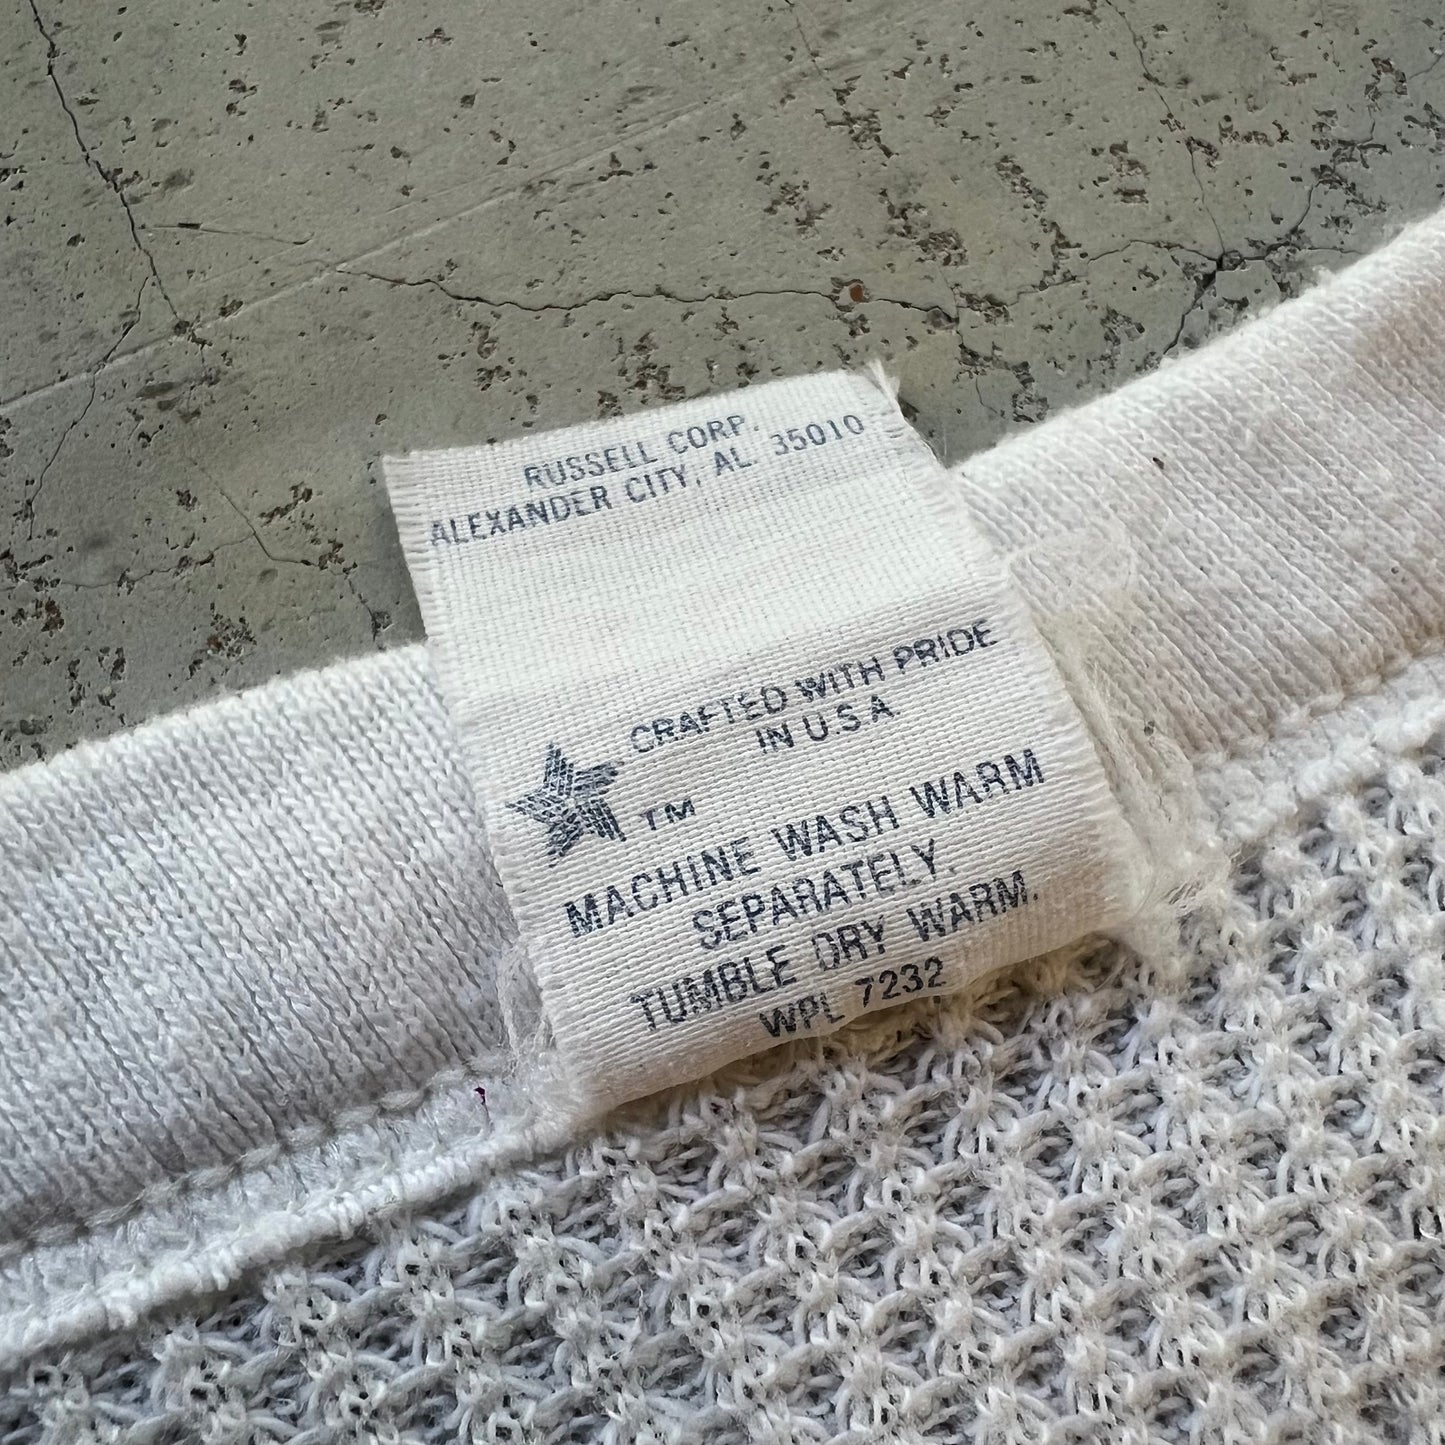 RUSSELL CORP.
ALEXANDER CITY, AL. 35010
CRAFTED WITH PRIDE
IN U.S.A.
TM
MACHINE WASH WARM
SEPARATELY.
TUMBLE DRY WARM.
WPL 7232